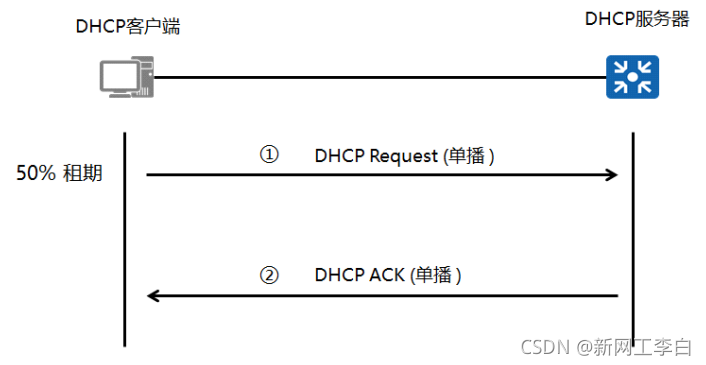 DHCP客户端
DHCP服务器
50% 租期
① DHCP Request (单播 )
② DHCP ACK (单播 )
CSDN @新网工李白